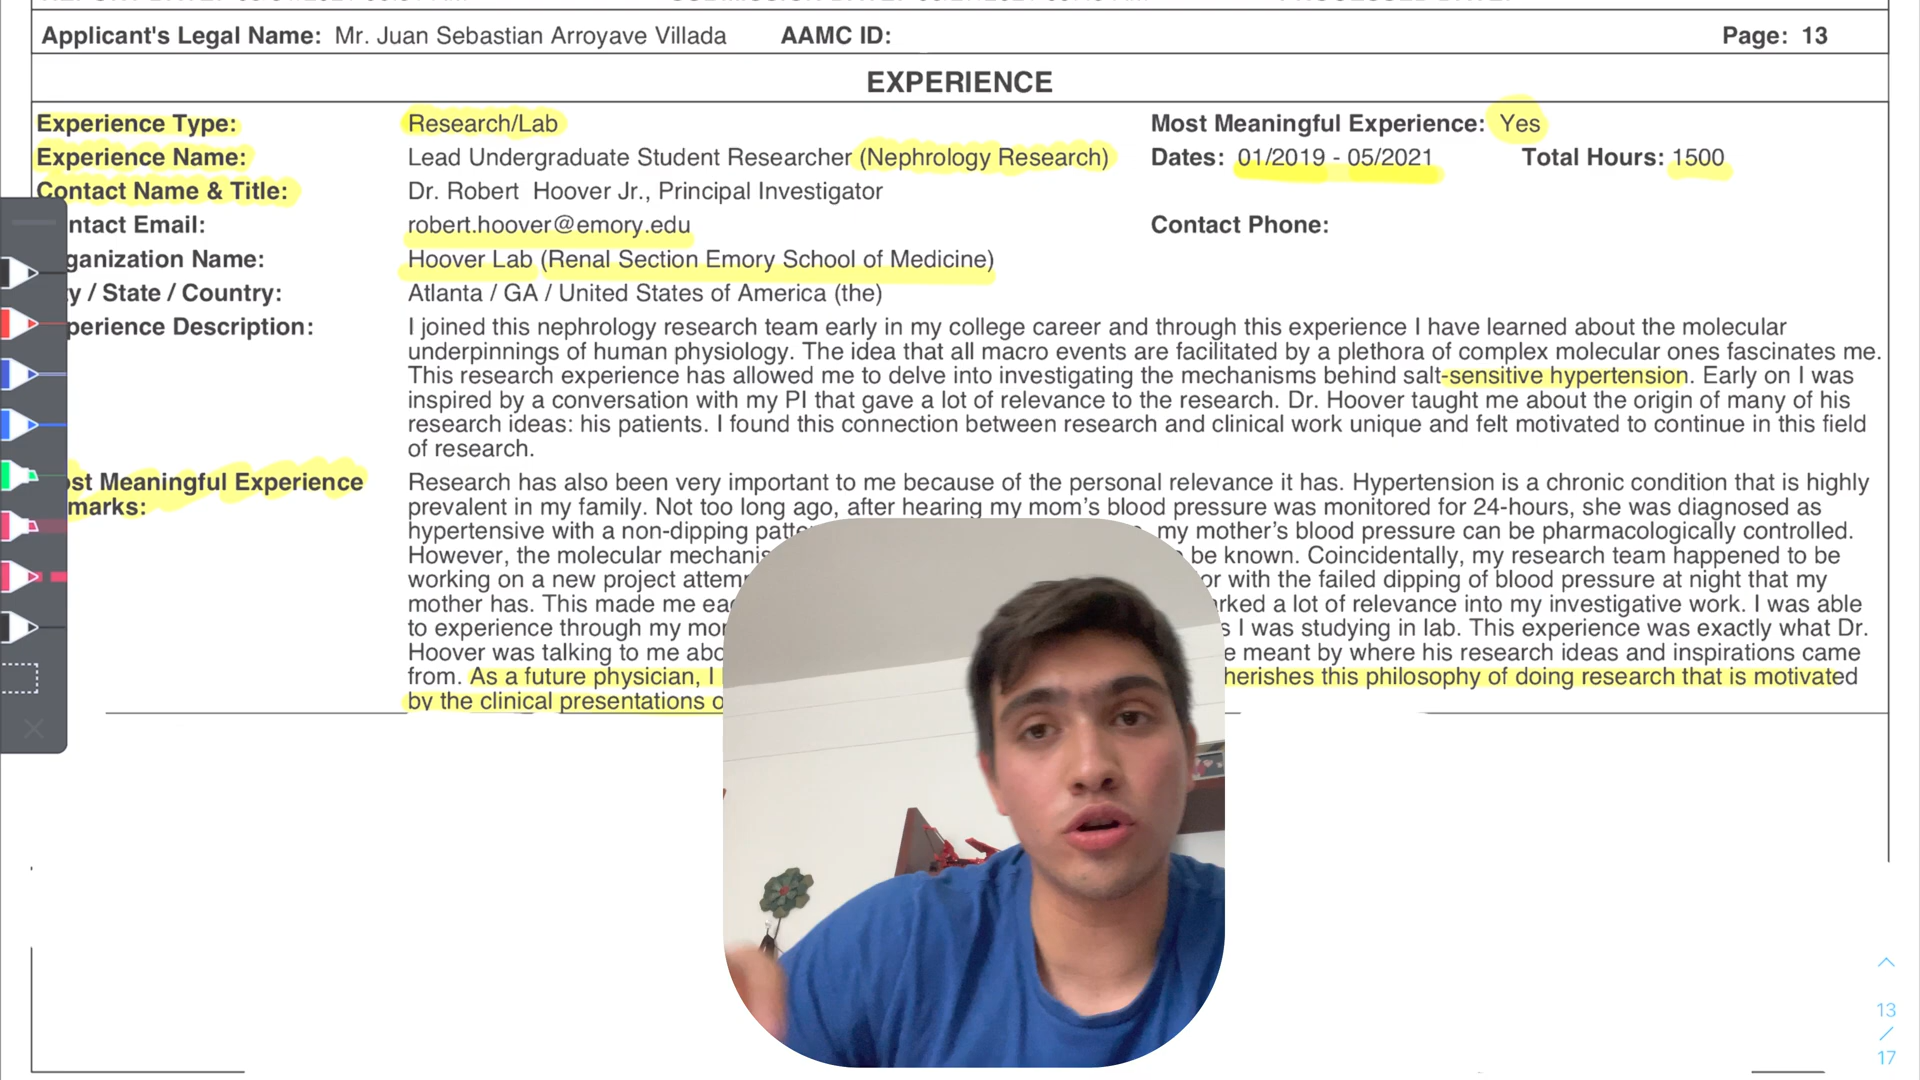 Applicant's Legal Name: Mr. Juan Sebastian Arroyave Villada AAMC ID: Page: 13
EXPERIENCE
Experience Type: Research/Lab Most Meaningful Experience: Yes
Experience Name: Lead Undergraduate Student Researcher (Nephrology Research) Dates: 01/2019 - 05/2021 Total Hours: 1500
Contact Name & Title: Dr. Robert Hoover Jr., Principal Investigator
ntact Email: robert.hoover@emory.edu Contact Phone:
ganization Name: Hoover Lab (Renal Section Emory School of Medicine)
y / State / Country: Atlanta / GA / United States of America (the)
perience Description: I joined this nephrology research team early in my college career and through this experience I have learned about the molecular
underpinnings of human physiology. The idea that all macro events are facilitated by a plethora of complex molecular ones fascinates me.
This research experience has allowed me to delve into investigating the mechanisms behind salt-sensitive hypertension. Early on I was
inspired by a conversation with my PI that gave a lot of relevance to the research. Dr. Hoover taught me about the origin of many of his
research ideas: his patients. I found this connection between research and clinical work unique and felt motivated to continue in this field
of research.
st Meaningful Experience Research has also been very important to me because of the personal relevance it has. Hypertension is a chronic condition that is highly
marks: prevalent in my family. Not too long ago, after hearing my mom's blood pressure was monitored for 24-hours, she was diagnosed as
hypertensive with a non-dipping patte my mother's blood pressure can be pharmacologically controlled.
However, the molecular mechanis be known. Coincidentally, my research team happened to be
working on a new project attem or with the failed dipping of blood pressure at night that my
mother has. This made me ea rked a lot of relevance into my investigative work. I was able
to experience through my mo s I was studying in lab. This experience was exactly what Dr.
Hoover was talking to me abo e meant by where his research ideas and inspirations came
from. As a future physician, I herishes this philosophy of doing research that is motivated
by the clinical presentations o
13
/
17